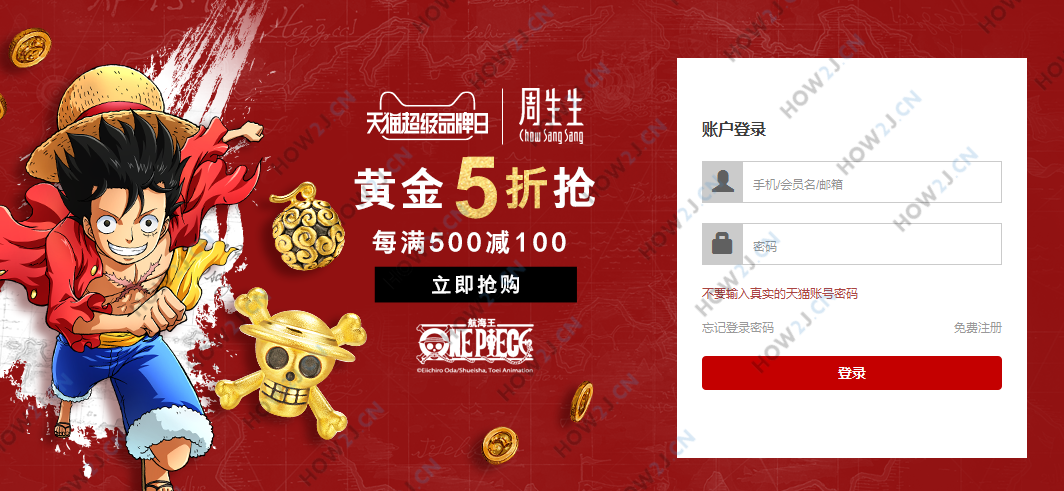 天猫超级品牌日
周生生
Chow Sang Sang
黄金5折抢
每满500减100
立即抢购
航海王
ONE PIECE
©Eiichiro Oda/Shueisha, Toei Animation
账户登录
手机/会员名/邮箱
密码
不要输入真实的天猫账号密码
忘记登录密码 免费注册
登录
HOW2J.CN